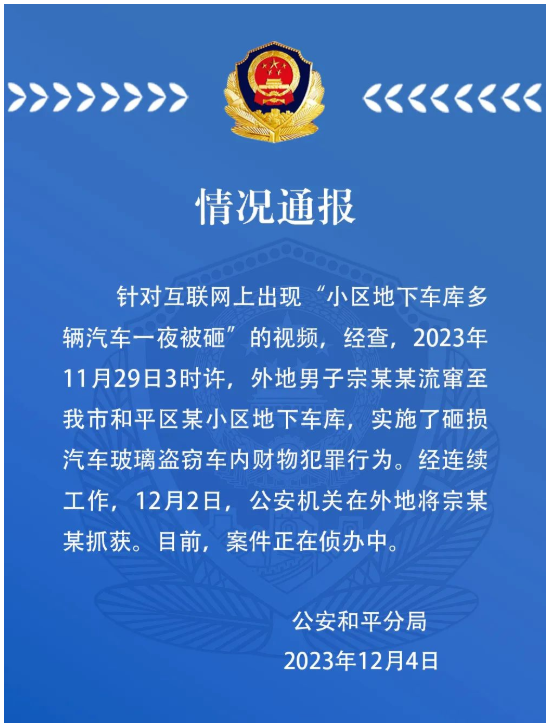 情况通报
针对互联网上出现“小区地下车库多
辆汽车一夜被砸”的视频，经查，2023年
11月29日3时许，外地男子宗某某流窜至
我市和平区某小区地下车库，实施了砸损
汽车玻璃盗窃车内财物犯罪行为。经连续
工作，12月2日，公安机关在外地将宗某
某抓获。目前，案件正在侦办中。
公安和平分局
2023年12月4日